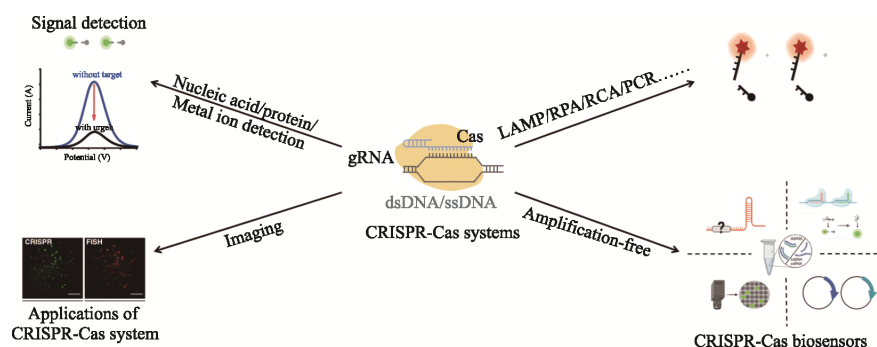 Signal detection
without target
with urget
Current (A)
Potential (V)
Nucleic acid/protein/
Metal ion detection
LAMP/RPA/RCA/PCR……
Cas
gRNA
dsDNA/ssDNA
CRISPR-Cas systems
Imaging
Amplification-free
CRISPR
FISH
Applications of
CRISPR-Cas system
?
CRISPR-Cas biosensors